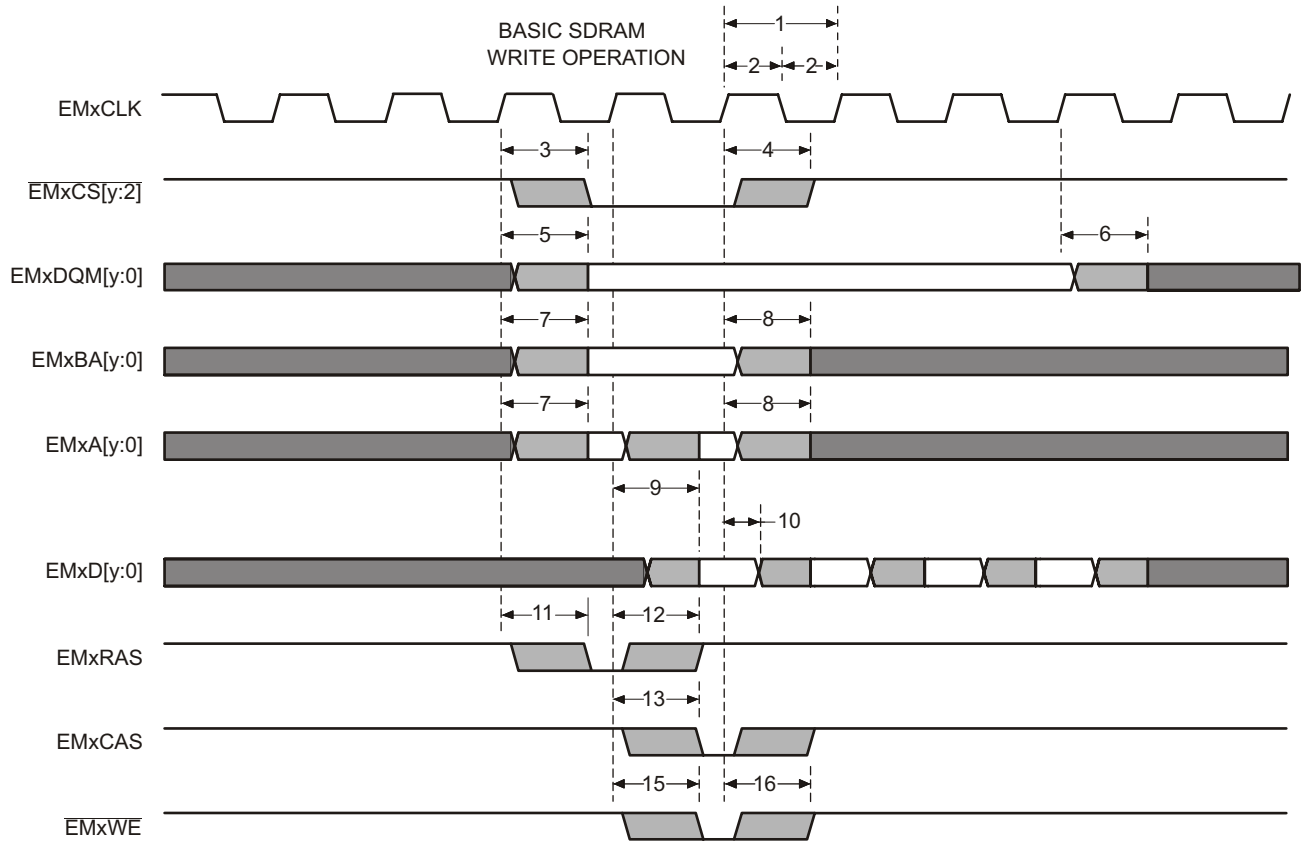 BASIC SDRAM
WRITE OPERATION
1
2 2
EMxCLK
3 4
EMxCS[y:2]
5 6
EMxDQM[y:0]
7 8
EMxBA[y:0]
7 8
EMxA[y:0]
9
10
EMxD[y:0]
11 12
EMxRAS
13
EMxCAS
15 16
EMxWE